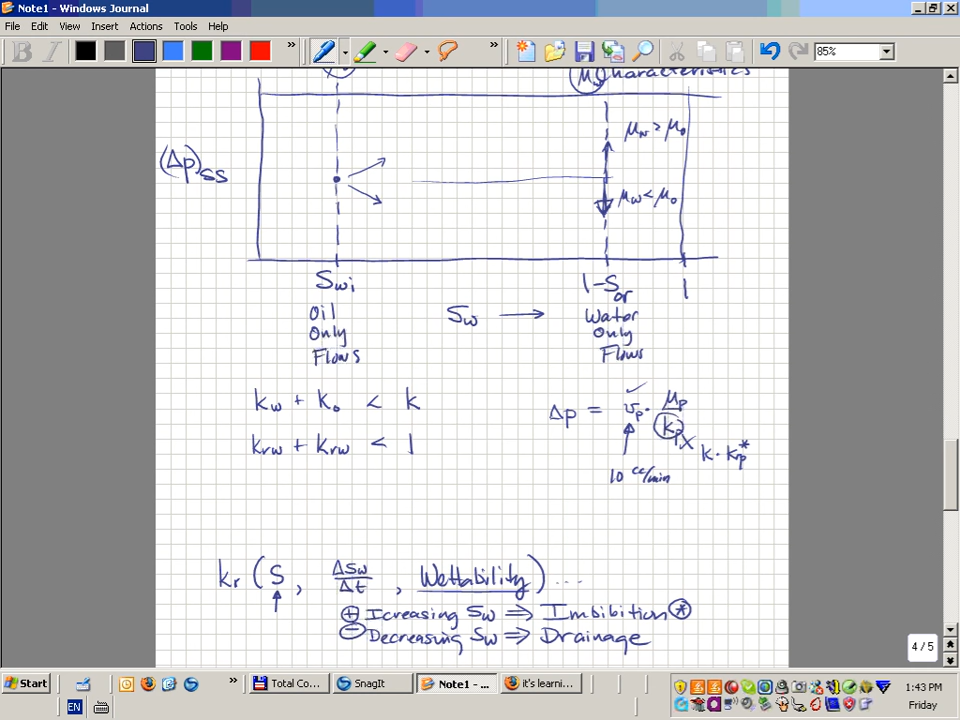 Note1 - Windows Journal
File Edit View Insert Actions Tools Help
B I 85%
Characteristics
μw > μo
(Δp)ss
μw < μo
Swi 1-Sor 1
Oil Only Flows
Sw →
Water Only Flows
kw + ko < k
Δp = vp · μp / kp
krw + krw < 1
k · krp*
10 cc/min
kr (S, ΔSw/Δt, Wettability) ....
+ Icreasing Sw ⇒ Imbibition *
- Decreasing Sw ⇒ Drainage
4 / 5
Start Total Co... SnagIt Note1 - ... it's learni... 1:43 PM
EN Friday